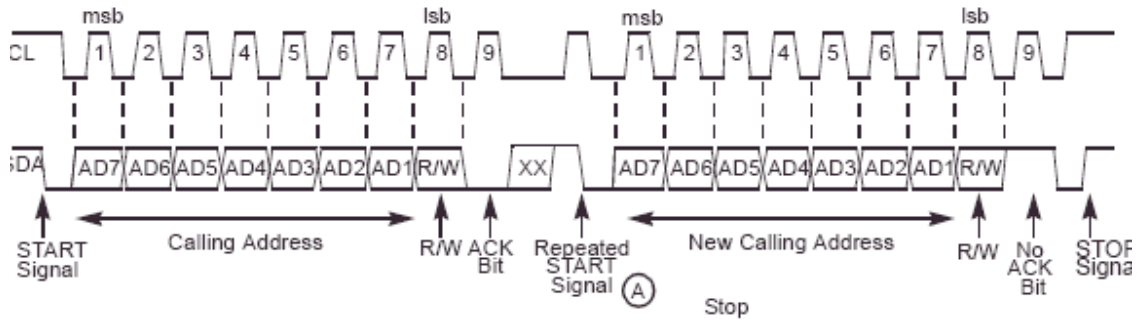 msb lsb msb lsb
CL 1 2 3 4 5 6 7 8 9 1 2 3 4 5 6 7 8 9
SDA AD7 AD6 AD5 AD4 AD3 AD2 AD1 R/W XX AD7 AD6 AD5 AD4 AD3 AD2 AD1 R/W
START Signal
Calling Address
R/W
ACK Bit
Repeated START Signal
A
New Calling Address
R/W
No ACK Bit
STOP Signal
Stop